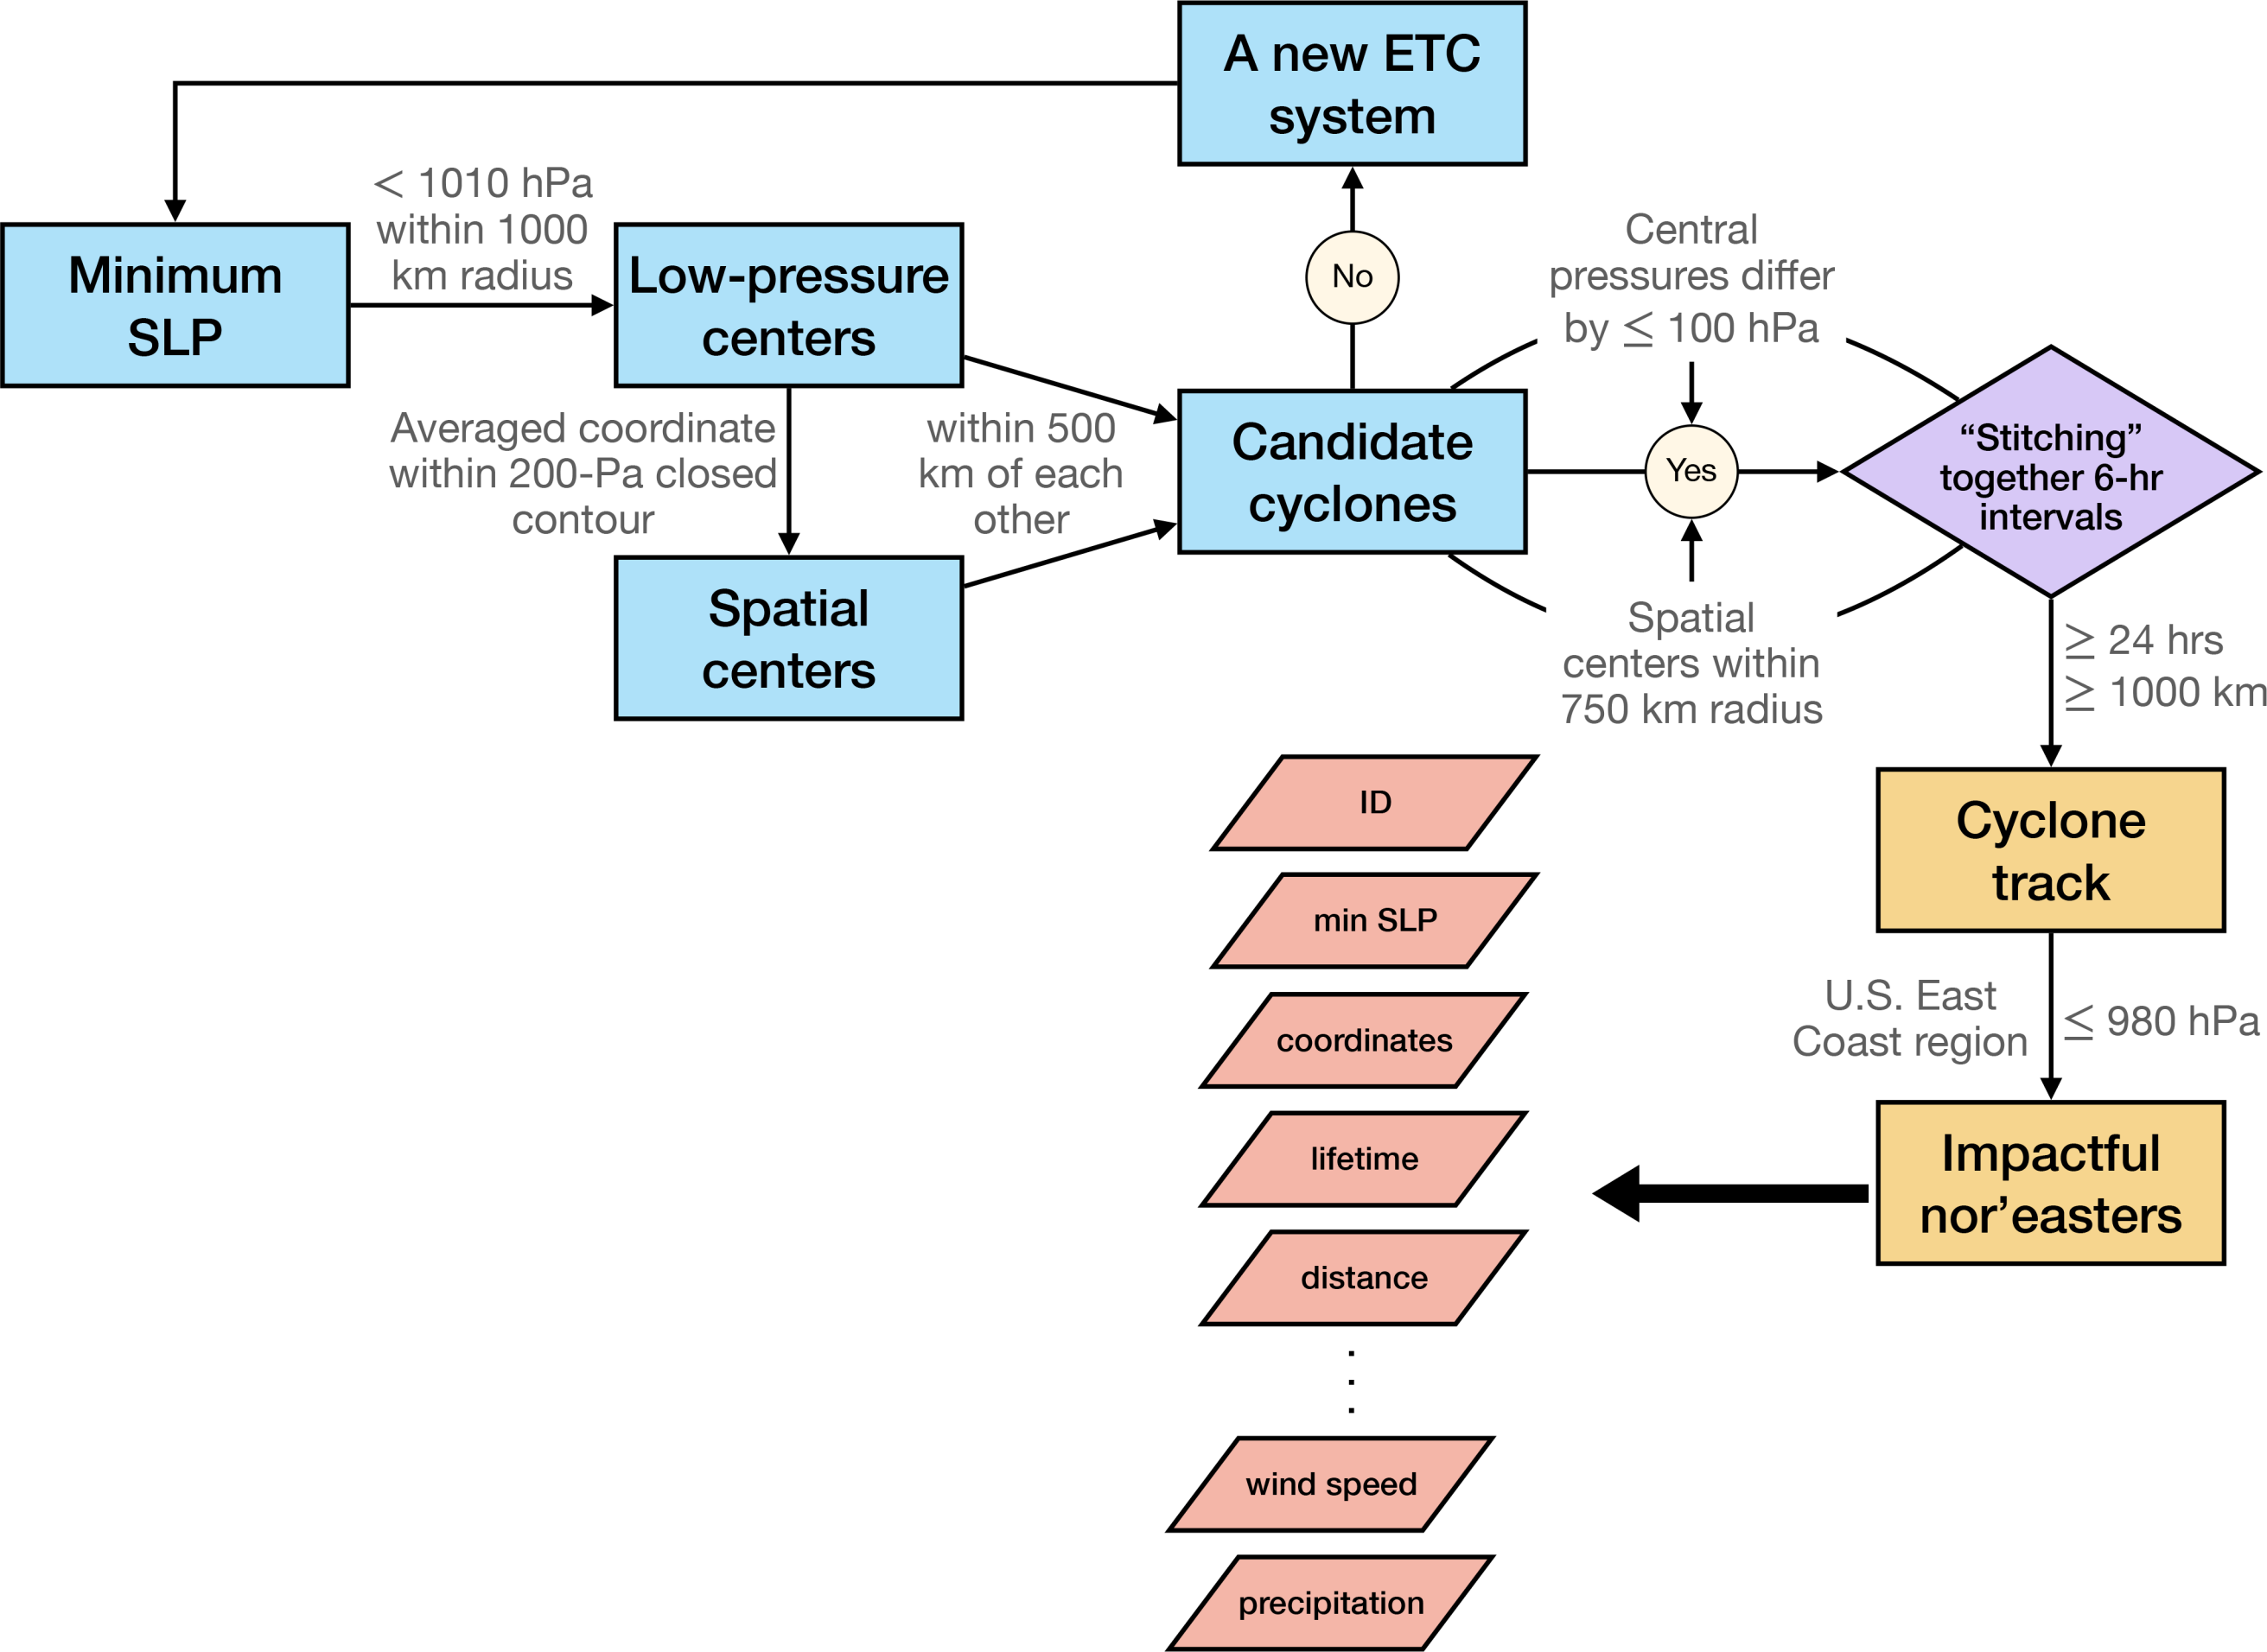 A new ETC
system
< 1010 hPa
within 1000
km radius
Minimum
SLP
Low-pressure
centers
No
Central
pressures differ
by ≤ 100 hPa
Averaged coordinate
within 200-Pa closed
contour
within 500
km of each
other
Candidate
cyclones
Yes
“Stitching”
together 6-hr
intervals
Spatial
centers
Spatial
centers within
750 km radius
≥ 24 hrs
≥ 1000 km
ID
Cyclone
track
min SLP
U.S. East
Coast region
≤ 980 hPa
coordinates
lifetime
Impactful
nor’easters
distance
.
.
.
wind speed
precipitation